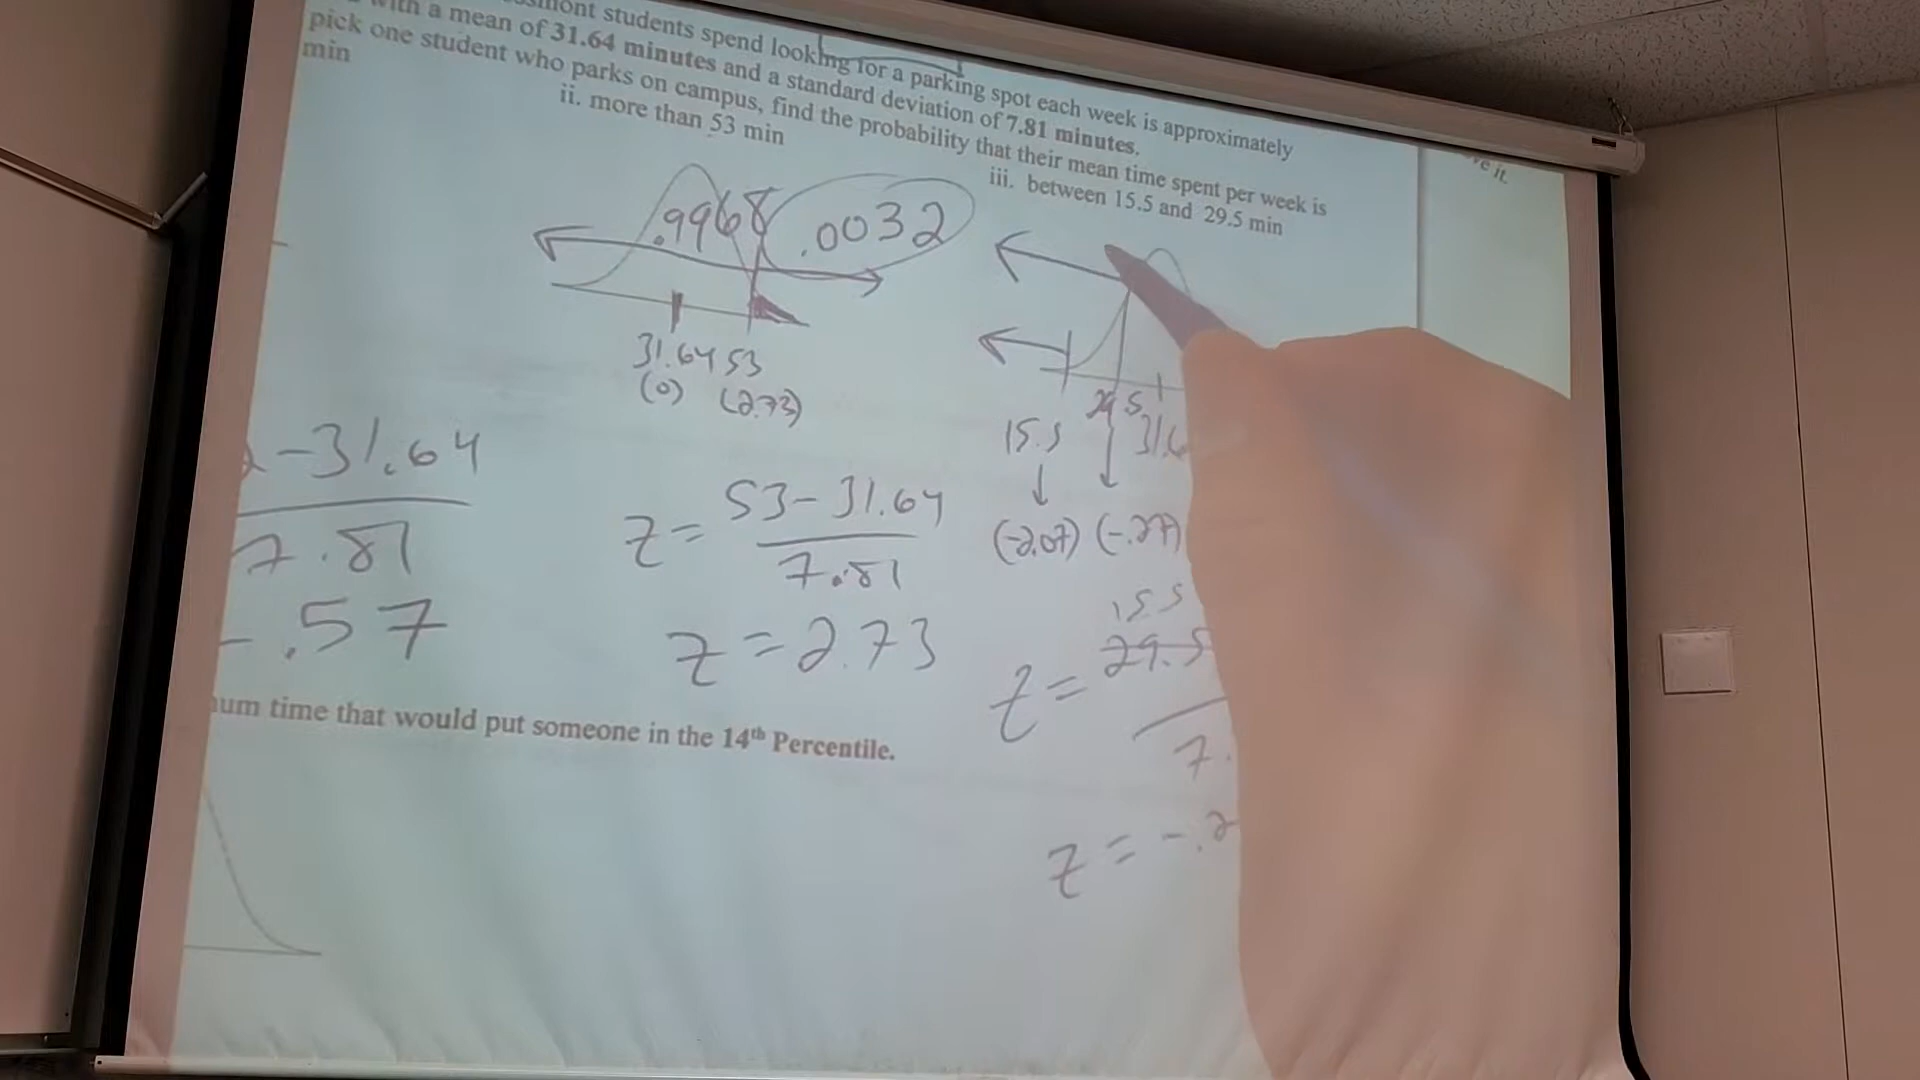 students spend looking for a parking spot each week is approximately
with a mean of 31.64 minutes and a standard deviation of 7.81 minutes.
pick one student who parks on campus, find the probability that their mean time spent per week is
min
ii. more than 53 min
iii. between 15.5 and 29.5 min
.9968 .0032
31.64 53
(0) (2.73)
29.5
15.5 31.6
(-2.07) (-.27)
-31.64
7.81
-.57
z= 53-31.64
7.81
z=2.73
15.5
z= 29.5
7.
z= -.2
time that would put someone in the 14th Percentile.
it.